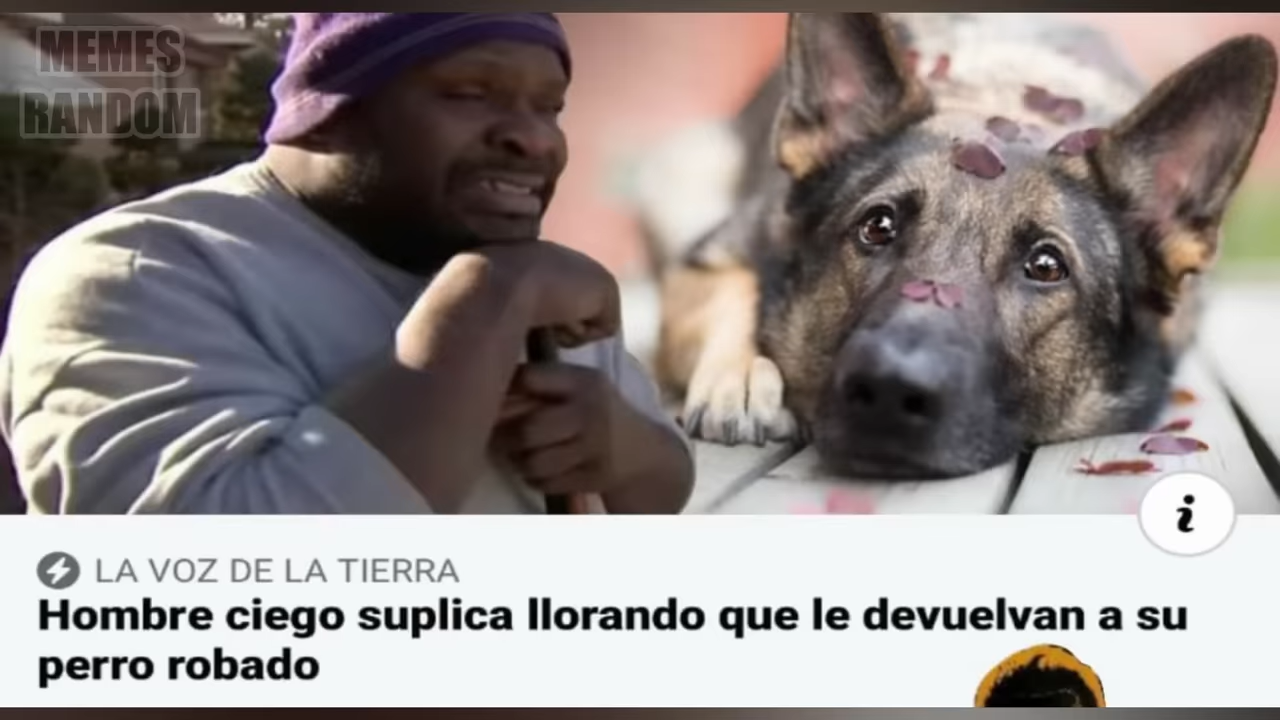 MEMES
RANDOM
LA VOZ DE LA TIERRA
Hombre ciego suplica llorando que le devuelvan a su
perro robado